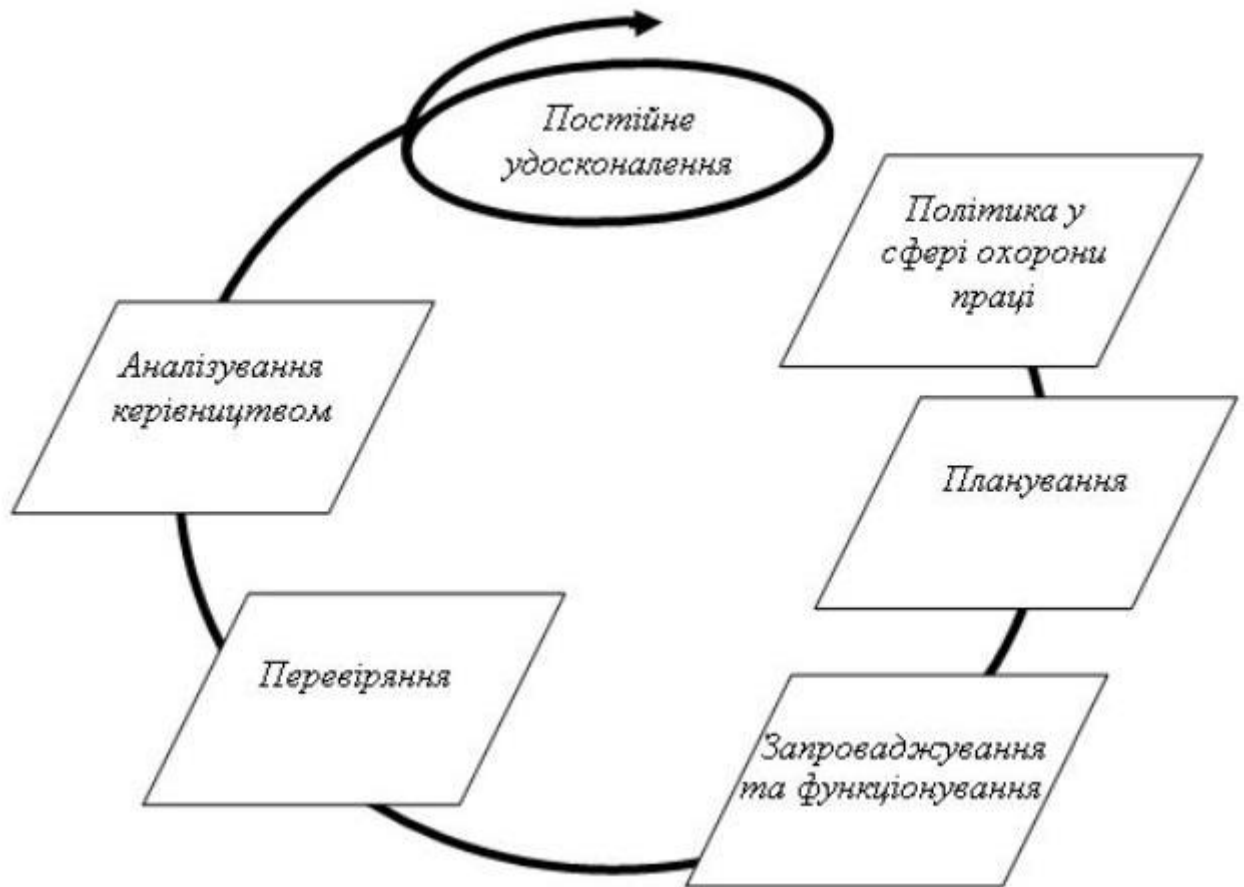 Постійне
удосконалення
Політика у
сфері охорони
праці
Планування
Запроваджування
та функціонування
Перевіряння
Аналізування
керівництвом